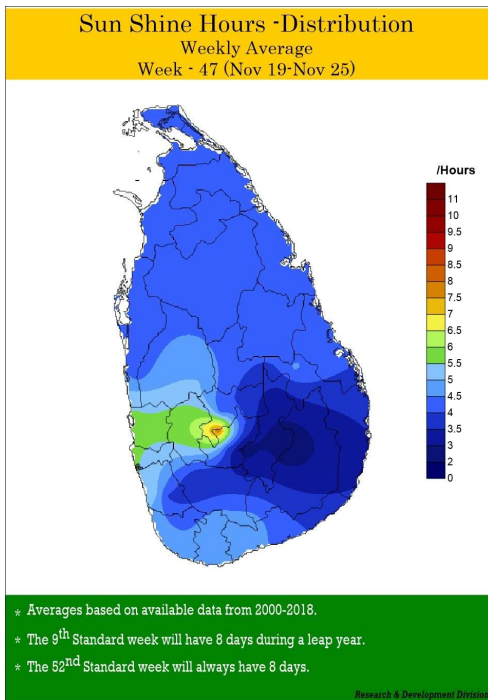 Sun Shine Hours -Distribution
Weekly Average
Week - 47 (Nov 19-Nov 25)
/Hours
11
10
9.5
9
8.5
8
7.5
7
6.5
6
5.5
5
4.5
4
3.5
3
2
0
* Averages based on available data from 2000-2018.
* The 9th Standard week will have 8 days during a leap year.
* The 52nd Standard week will always have 8 days.
Research & Development Division